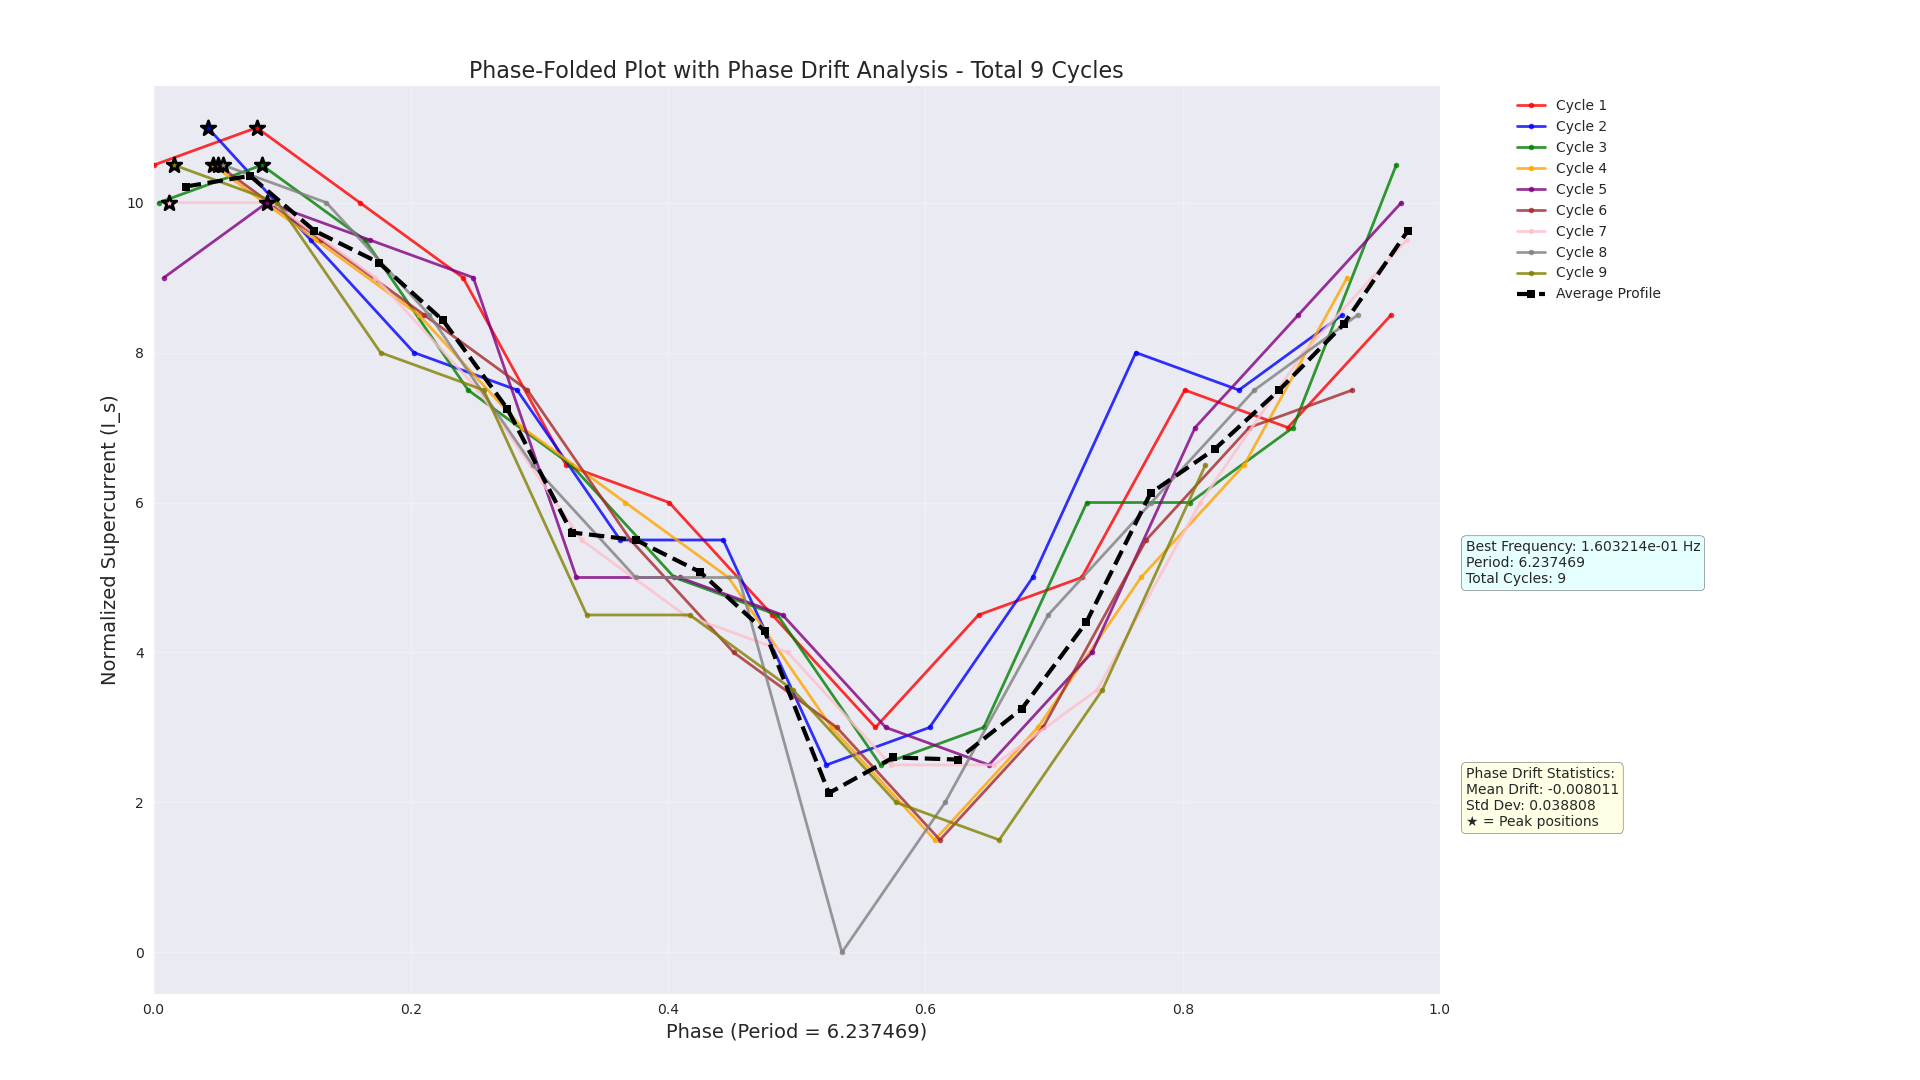 Phase-Folded Plot with Phase Drift Analysis - Total 9 Cycles
Normalized Supercurrent (I_s)
10
8
6
4
2
0
0.0
0.2
0.4
0.6
0.8
1.0
Phase (Period = 6.237469)
Cycle 1
Cycle 2
Cycle 3
Cycle 4
Cycle 5
Cycle 6
Cycle 7
Cycle 8
Cycle 9
Average Profile
Best Frequency: 1.603214e-01 Hz
Period: 6.237469
Total Cycles: 9
Phase Drift Statistics:
Mean Drift: -0.008011
Std Dev: 0.038808
★ = Peak positions